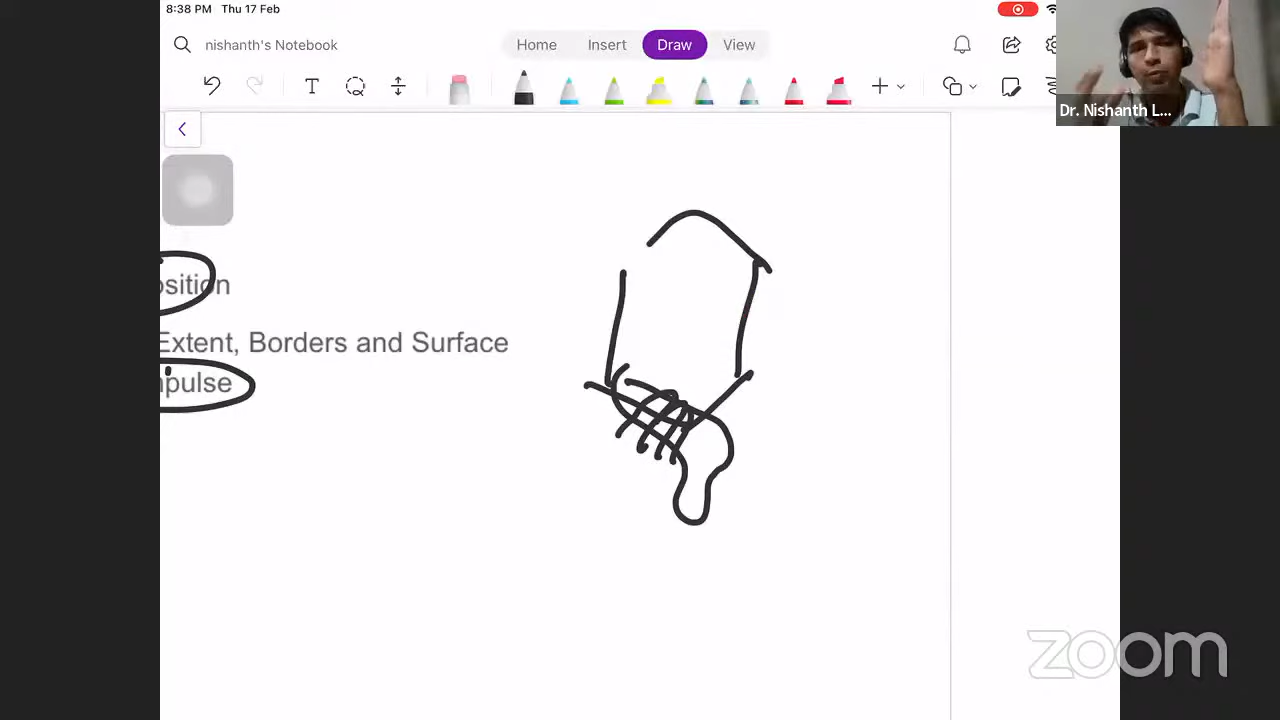 8:38 PM Thu 17 Feb
nishanth's Notebook Home Insert Draw View
T
Dr. Nishanth L...
osition
Extent, Borders and Surface
mpulse
zoom